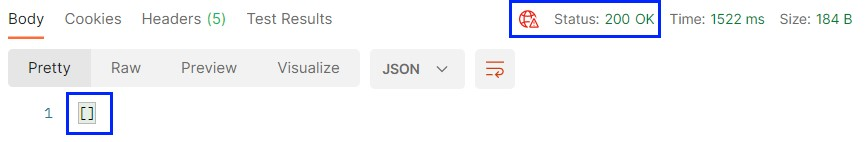 Body Cookies Headers (5) Test Results Status: 200 OK Time: 1522 ms Size: 184 B
Pretty Raw Preview Visualize JSON
1 []